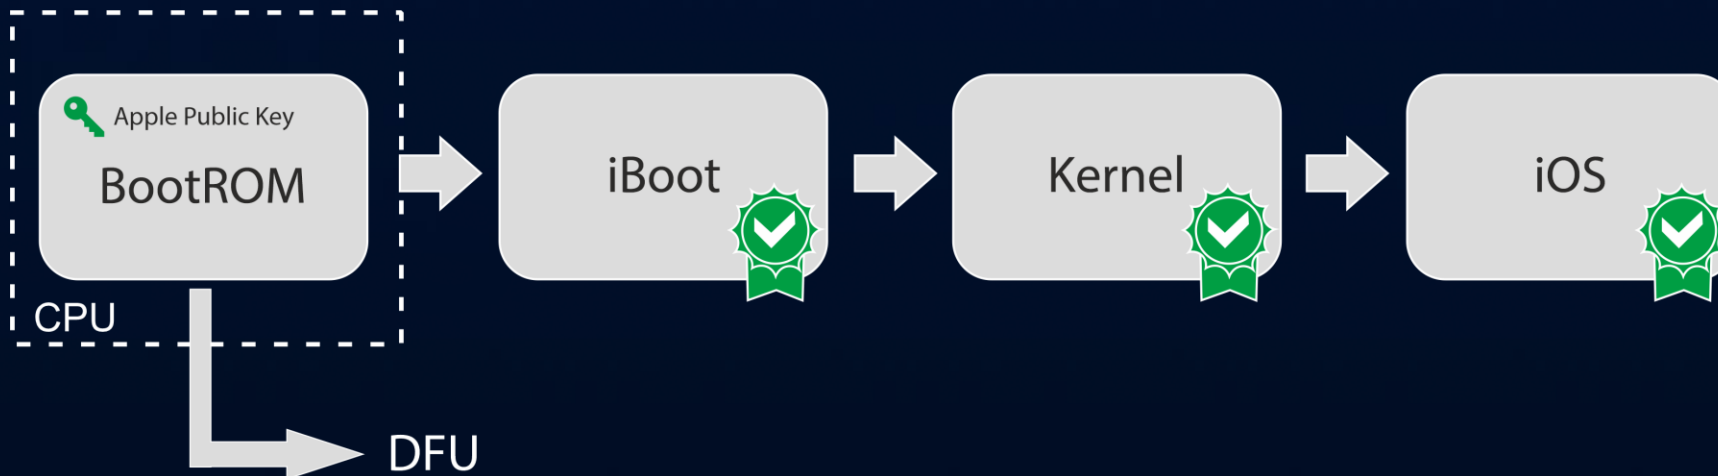 Apple Public Key
BootROM
iBoot
Kernel
iOS
CPU
DFU